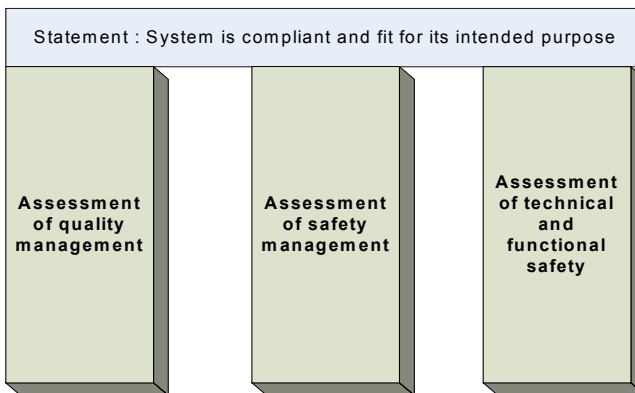 Statement : System is compliant and fit for its intended purpose
Assessment
of quality
management
Assessment
of safety
management
Assessment
of technical
and
functional
safety